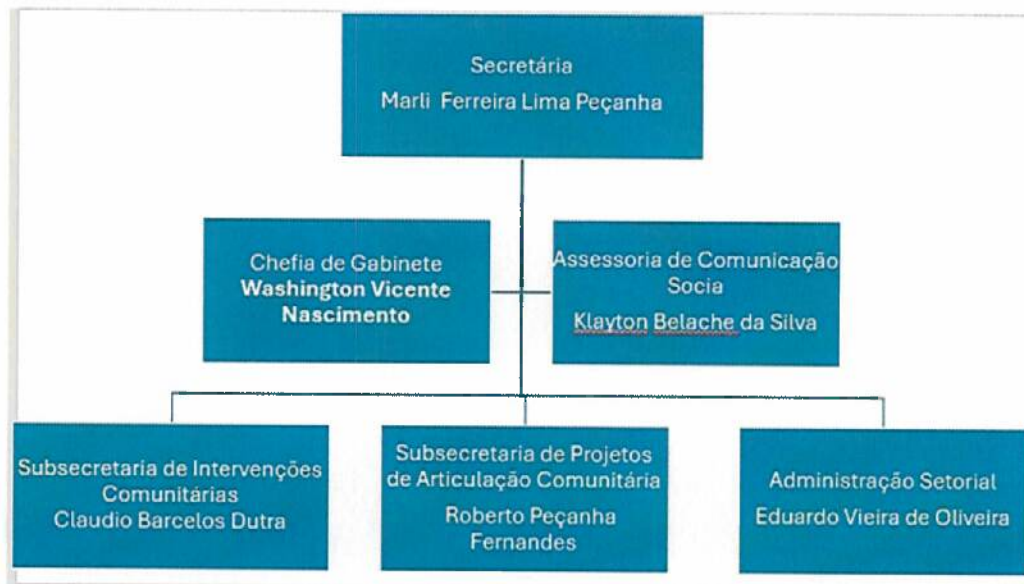 Secretária
Marli Ferreira Lima Peçanha
Chefia de Gabinete
Washington Vicente
Nascimento
Assessoria de Comunicação
Socia
Klayton Belache da Silva
Subsecretaria de Intervenções
Comunitárias
Claudio Barcelos Dutra
Subsecretaria de Projetos
de Articulação Comunitária
Roberto Peçanha
Fernandes
Administração Setorial
Eduardo Vieira de Oliveira